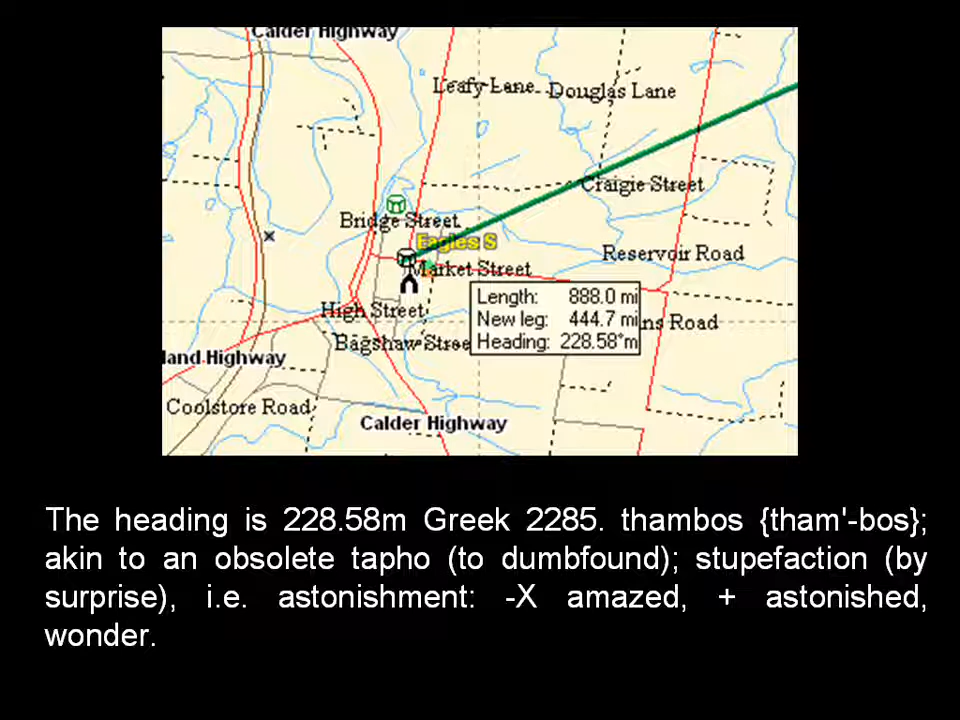 Calder Highway
Leafy Lane
Douglas Lane
Craigie Street
Bridge Street
Eagles S
Reservoir Road
Market Street
Length: 888.0 mi
New leg: 444.7 mi
Heading: 228.58°m
High Street
ns Road
Bagshaw Stree
land Highway
Coolstore Road
Calder Highway
The heading is 228.58m Greek 2285. thambos {tham'-bos};
akin to an obsolete tapho (to dumbfound); stupefaction (by
surprise), i.e. astonishment: -X amazed, + astonished,
wonder.